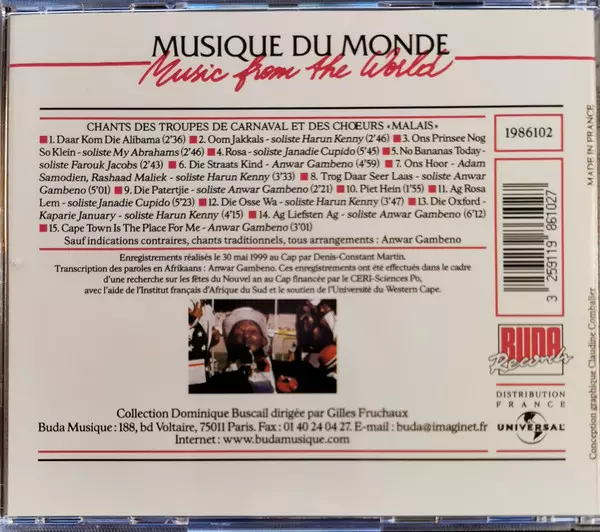 MUSIQUE DU MONDE
Music from the World
CHANTS DES TROUPES DE CARNAVAL ET DES CHŒURS «MALAIS»
■ 1. Daar Kom Die Alibama (2'36) ■ 2. Oom Jakkals - soliste Harun Kenny (2'46) ■ 3. Ons Prinsee Nog
So Klein - soliste My Abrahams (2'46) ■ 4. Rosa - soliste Janadie Cupido (5'45) ■ 5. No Bananas Today -
soliste Farouk Jacobs (2'43) ■ 6. Die Straats Kind - Anwar Gambeno (4'59) ■ 7. Ons Hoor - Adam
Samodien, Rashaad Maliek - soliste Harun Kenny (3'33) ■ 8. Trog Daar Seer Laas - soliste Anwar
Gambeno (5'01) ■ 9. Die Patertjie - Anwar Gambeno (2'21) ■ 10. Piet Hein (1'55) ■ 11. Ag Rosa
Lem - soliste Janadie Cupido (5'23) ■ 12. Die Osse Wa - soliste Harun Kenny (3'47) ■ 13. Die Oxford -
Kaparie January - soliste Harun Kenny (4'15) ■ 14. Ag Liefsten Ag - soliste Anwar Gambeno (6'12)
■ 15. Cape Town Is The Place For Me - Anwar Gambeno (3'01)
Sauf indications contraires, chants traditionnels, tous arrangements : Anwar Gambeno
Enregistrements réalisés le 30 mai 1999 au Cap par Denis-Constant Martin.
Transcription des paroles en Afrikaans : Anwar Gambeno. Ces enregistrements ont été effectués dans le cadre
d'une recherche sur les fêtes du Nouvel an au Cap financée par le CERI-Sciences Po,
avec l'aide de l'Institut français d'Afrique du Sud et le soutien de l'Université du Western Cape.
Collection Dominique Buscail dirigée par Gilles Fruchaux
Buda Musique : 188, bd Voltaire, 75011 Paris. Fax : 01 40 24 04 27. E-mail : buda@imaginet.fr
Internet : www.budamusique.com
1986102
3 259119 861027
BUDA
Records
DISTRIBUTION
FRANCE
UNIVERSAL
MADE IN FRANCE
Conception graphique Claudine Combalier